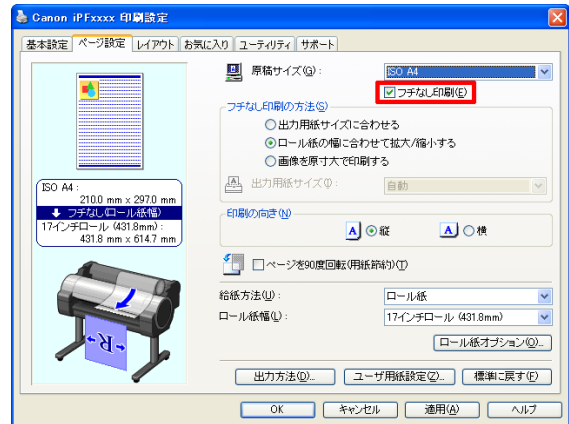 Canon iPFxxxx 印刷設定
基本設定 ページ設定 レイアウト お気に入り ユーティリティ サポート
原稿サイズ(G):
ISO A4
フチなし印刷(E)
フチなし印刷の方法(S)
出力用紙サイズに合わせる
ロール紙の幅に合わせて拡大/縮小する
画像を原寸大で印刷する
出力用紙サイズ(I):
自動
ISO A4 :
210.0 mm x 297.0 mm
フチなし(ロール紙幅)
17インチロール (431.8mm) :
431.8 mm x 614.7 mm
印刷の向き(N)
A 縦
A 横
ページを90度回転(用紙節約)(T)
給紙方法(U):
ロール紙
ロール紙幅(L):
17インチロール (431.8mm)
R
ロール紙オプション(O)...
出力方法(D)...
ユーザ用紙設定(Z)...
標準に戻す(F)
OK
キャンセル
適用(A)
ヘルプ